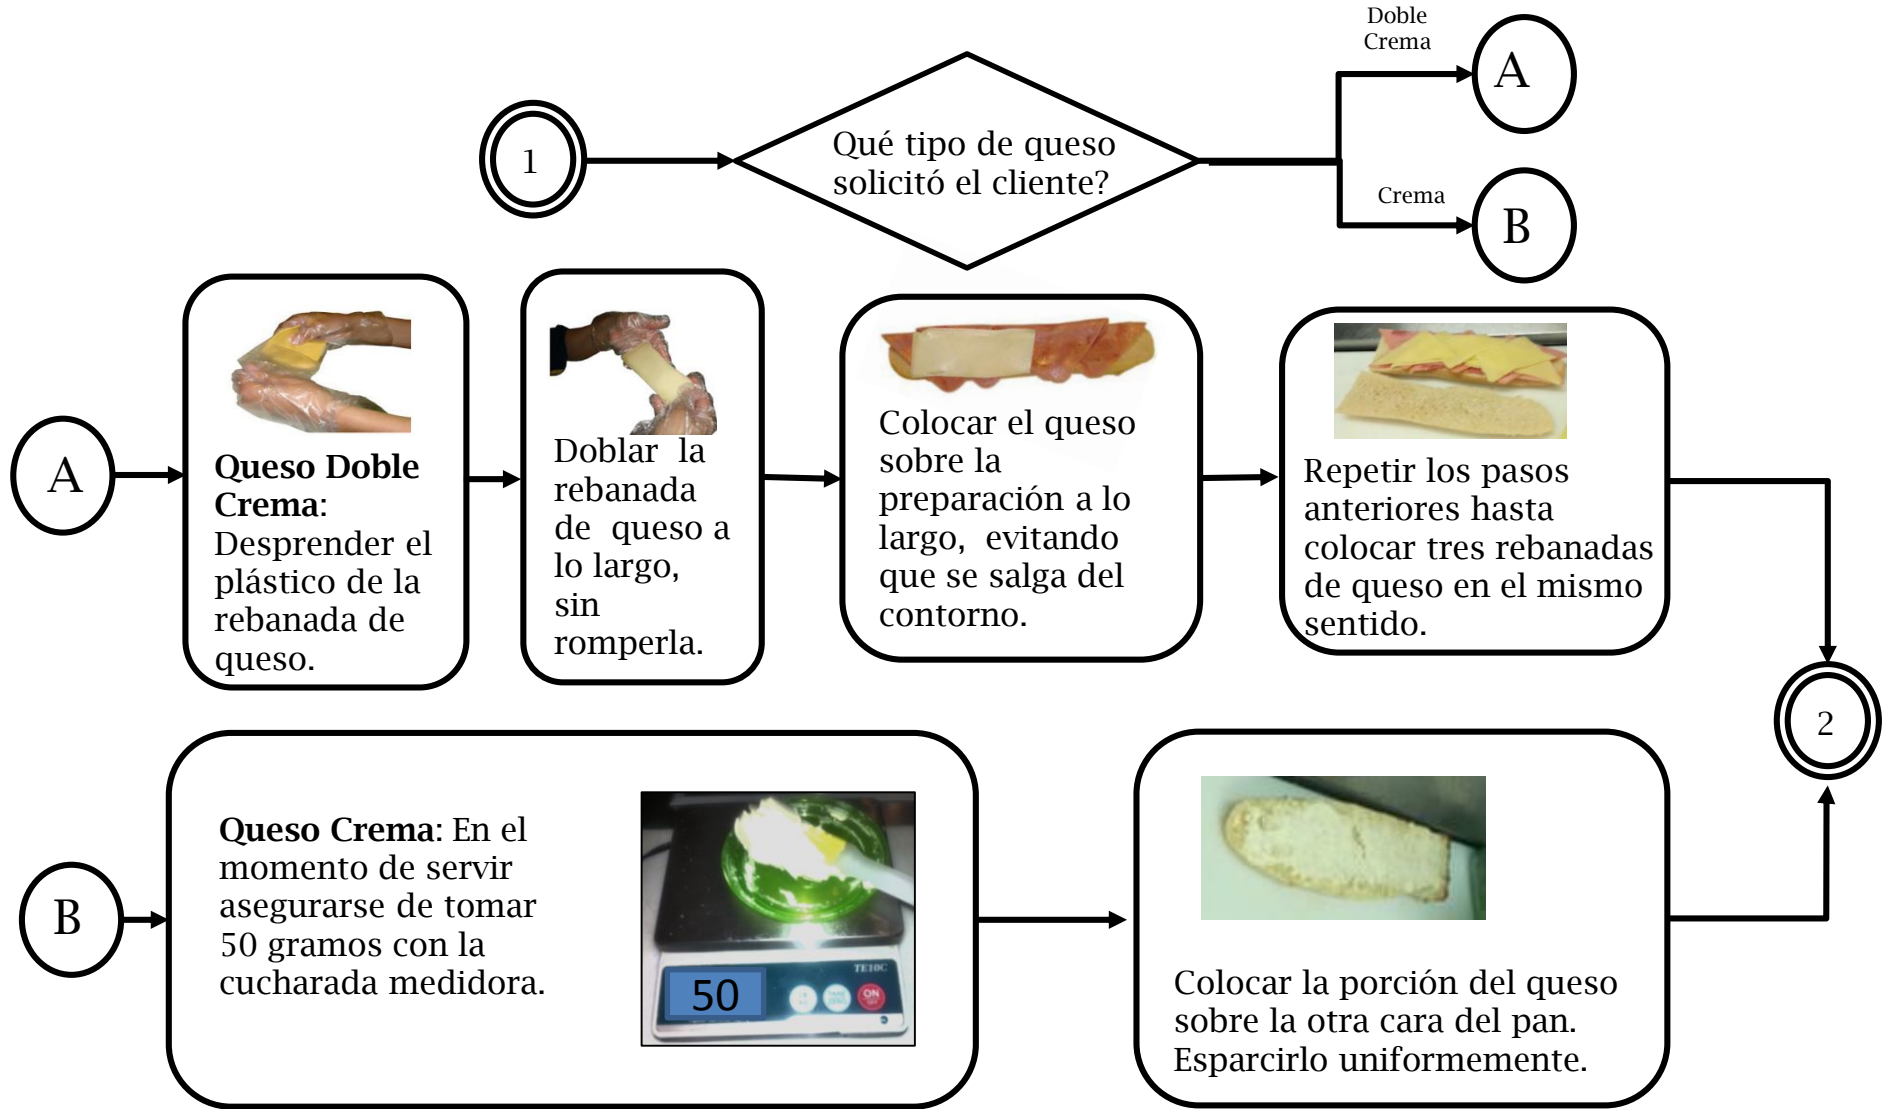 Doble
Crema
A
1
Qué tipo de queso
solicitó el cliente?
Crema
B
A
Queso Doble
Crema:
Desprender el
plástico de la
rebanada de
queso.
Doblar la
rebanada
de queso a
lo largo,
sin
romperla.
Colocar el queso
sobre la
preparación a lo
largo, evitando
que se salga del
contorno.
Repetir los pasos
anteriores hasta
colocar tres rebanadas
de queso en el mismo
sentido.
2
B
Queso Crema: En el
momento de servir
asegurarse de tomar
50 gramos con la
cucharada medidora.
TE10C
50
ON
Colocar la porción del queso
sobre la otra cara del pan.
Esparcirlo uniformemente.